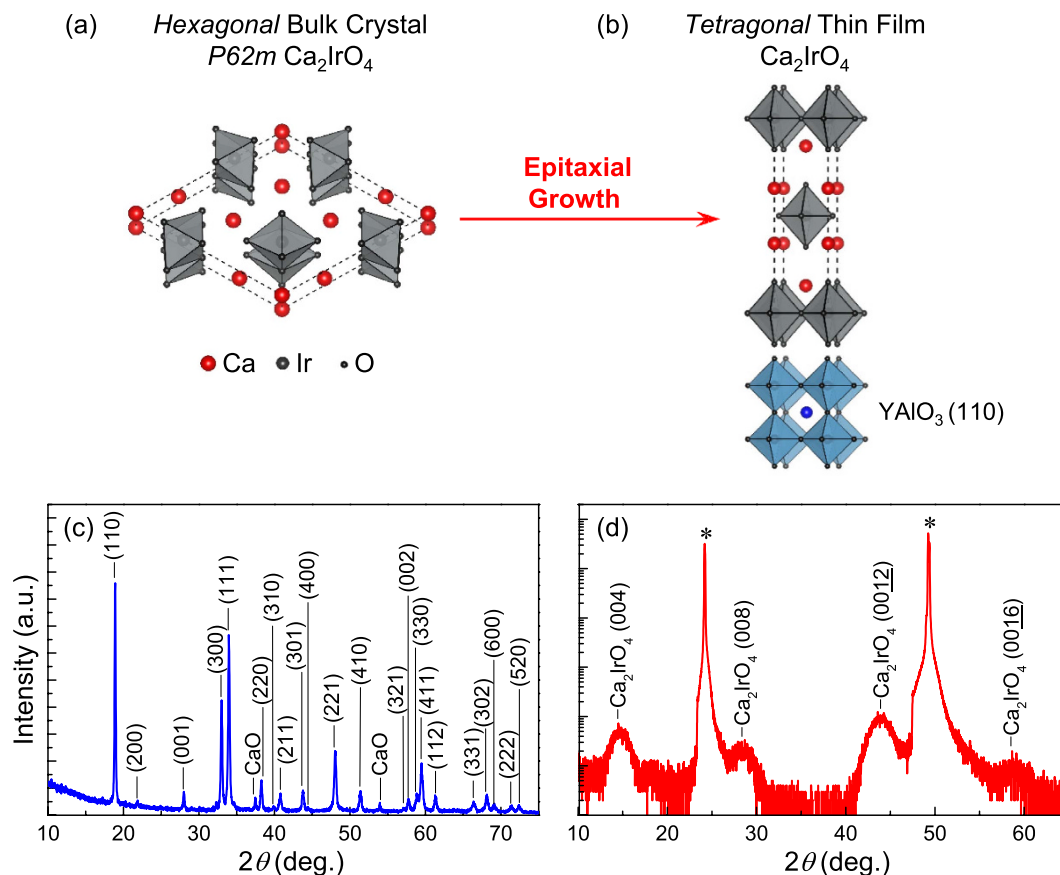 (a) Hexagonal Bulk Crystal
P62m Ca₂IrO₄
(b) Tetragonal Thin Film
Ca₂IrO₄
Epitaxial
Growth
Ca Ir O
YAlO₃ (110)
(c)
Intensity (a.u.)
(110)
(200)
(001)
(300)
(111)
CaO
(220)
(310)
(211)
(301)
(400)
(221)
(410)
CaO
(321)
(002)
(330)
(411)
(112)
(331)
(302)
(600)
(222)
(520)
10 20 30 40 50 60 70
2θ (deg.)
(d)
Ca₂IrO₄ (004)
*
Ca₂IrO₄ (008)
Ca₂IrO₄ (0012)
*
Ca₂IrO₄ (0016)
10 20 30 40 50 60
2θ (deg.)